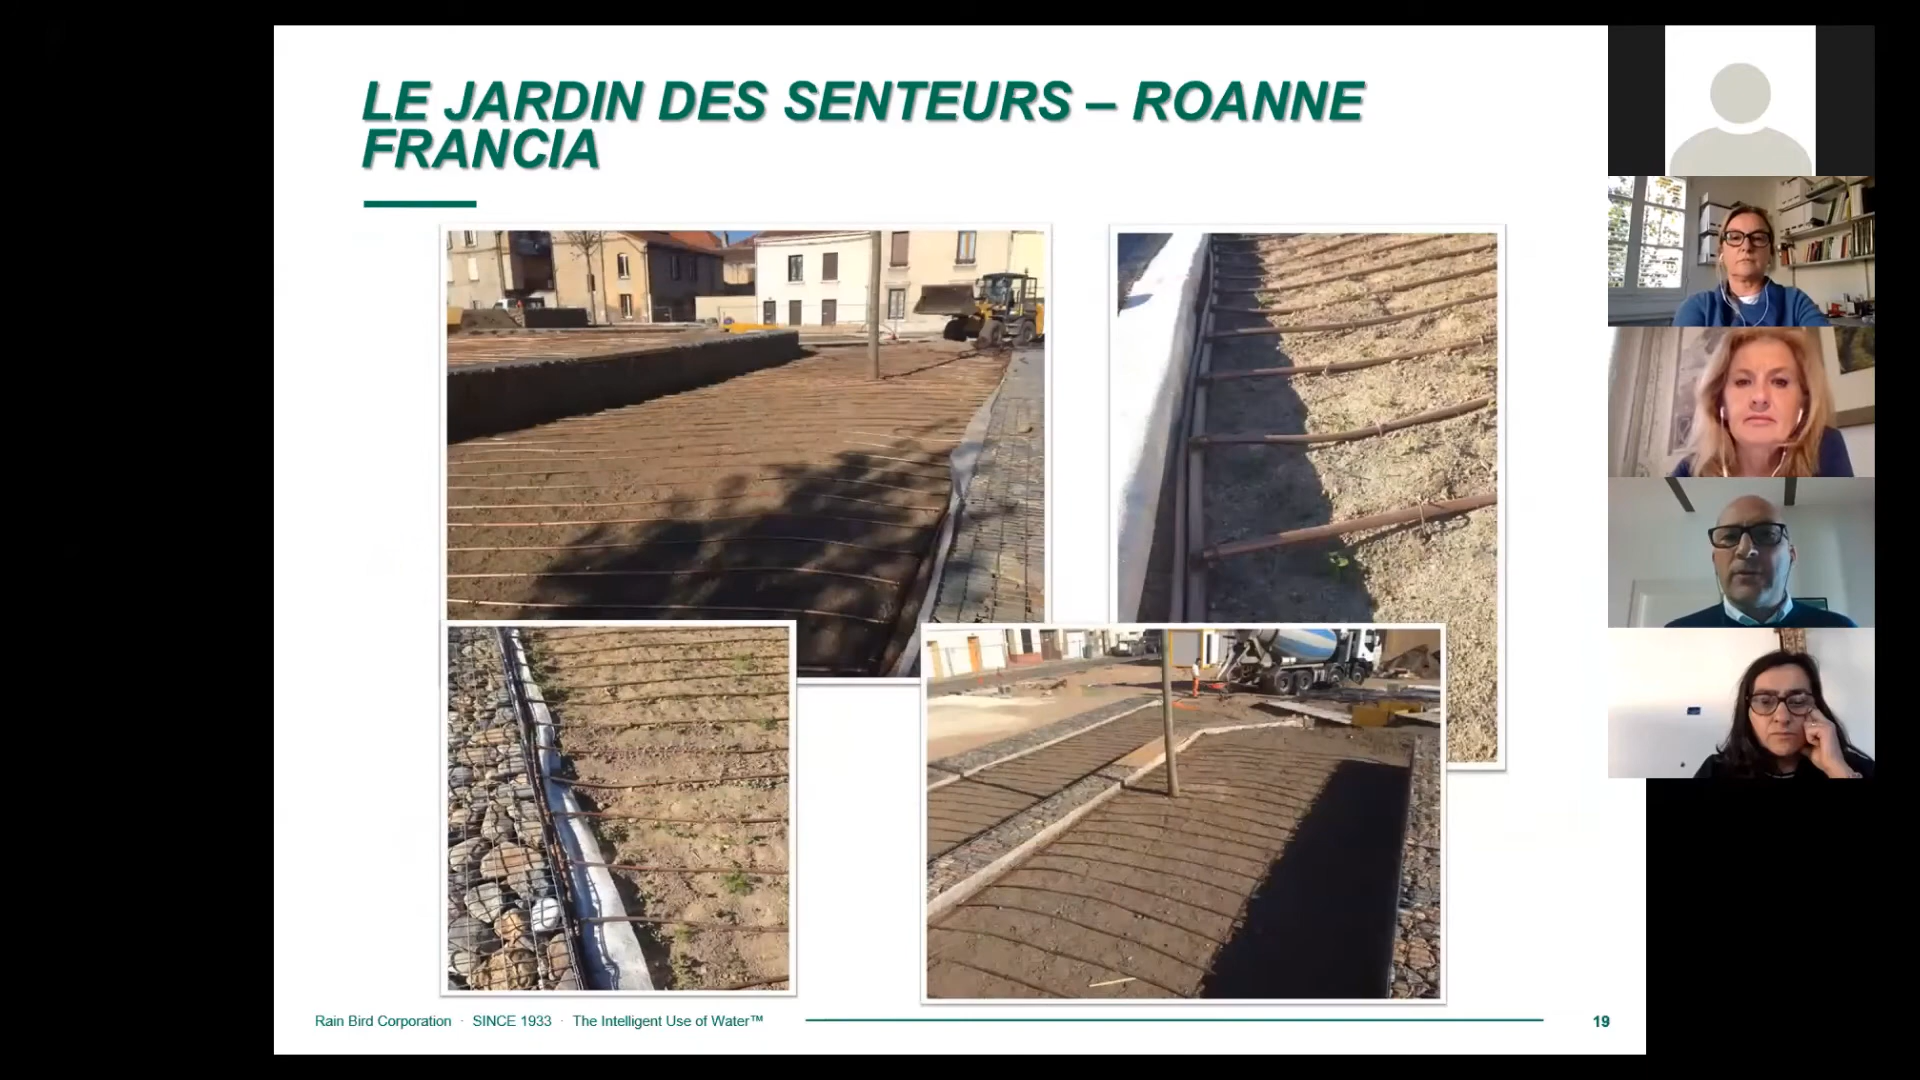 LE JARDIN DES SENTEURS – ROANNE
FRANCIA
Rain Bird Corporation · SINCE 1933 · The Intelligent Use of Water™
19